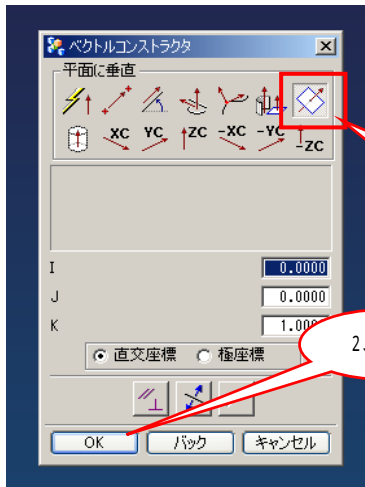 ベクトルコンストラクタ
平面に垂直
XC YC ZC -XC -YC -ZC
I 0.0000
J 0.0000
K 1.000
直交座標 極座標
2、
OK バック キャンセル